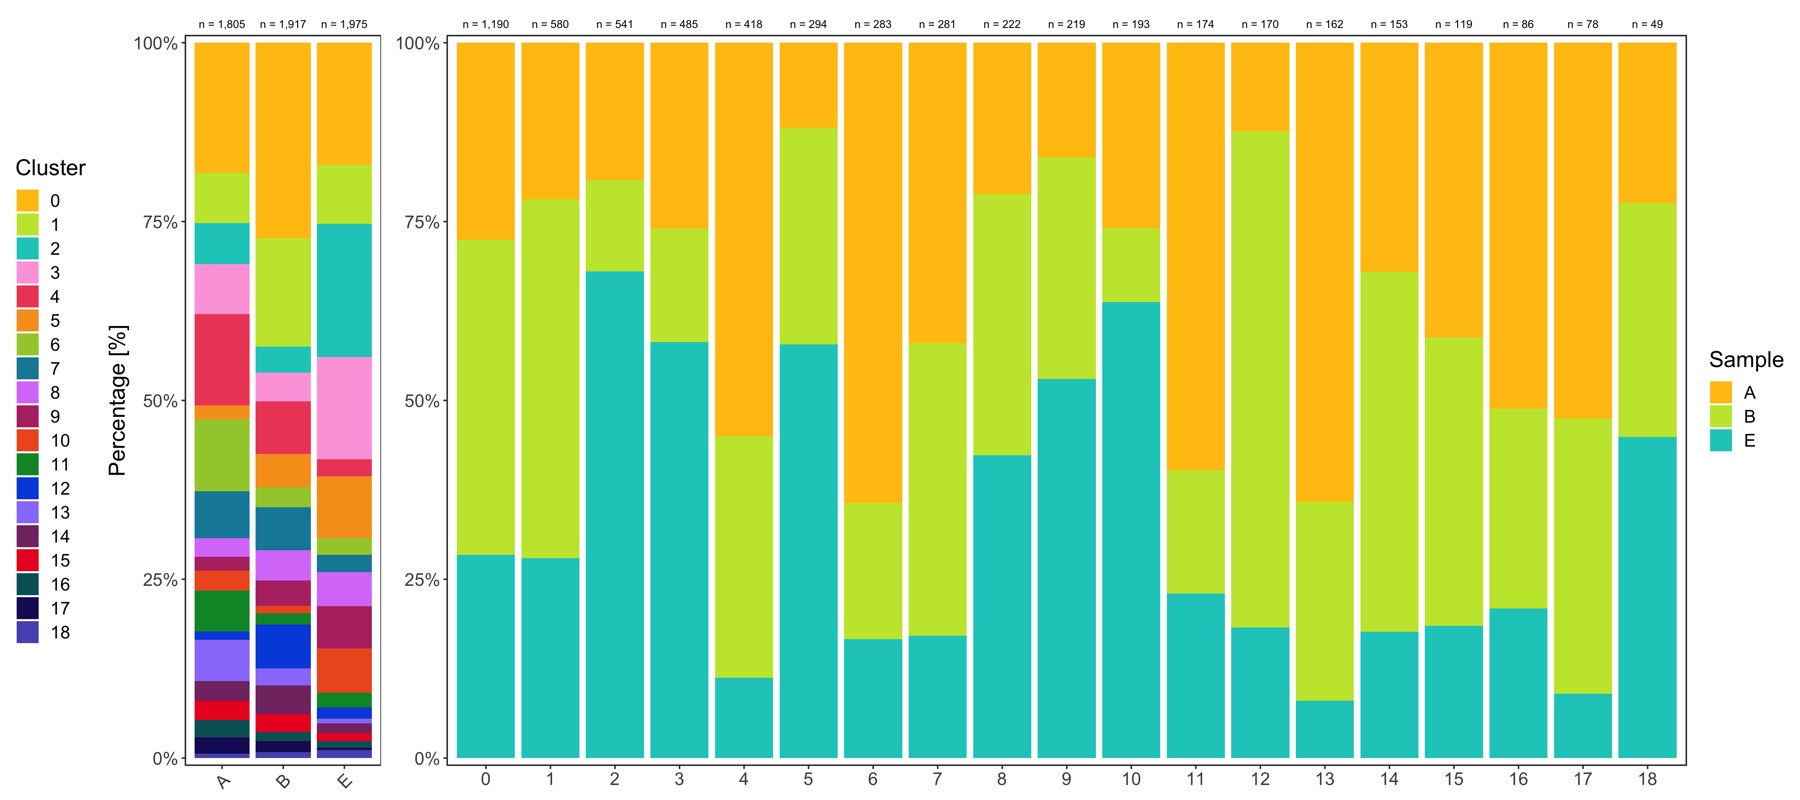 n = 1,805 n = 1,917 n = 1,975
n = 1,190 n = 580 n = 541 n = 485 n = 418 n = 294 n = 283 n = 281 n = 222 n = 219 n = 193 n = 174 n = 170 n = 162 n = 153 n = 119 n = 86 n = 78 n = 49
Cluster
0
1
2
3
4
5
6
7
8
9
10
11
12
13
14
15
16
17
18
Percentage [%]
100%
75%
50%
25%
0%
A B E
100%
75%
50%
25%
0%
0 1 2 3 4 5 6 7 8 9 10 11 12 13 14 15 16 17 18
Sample
A
B
E